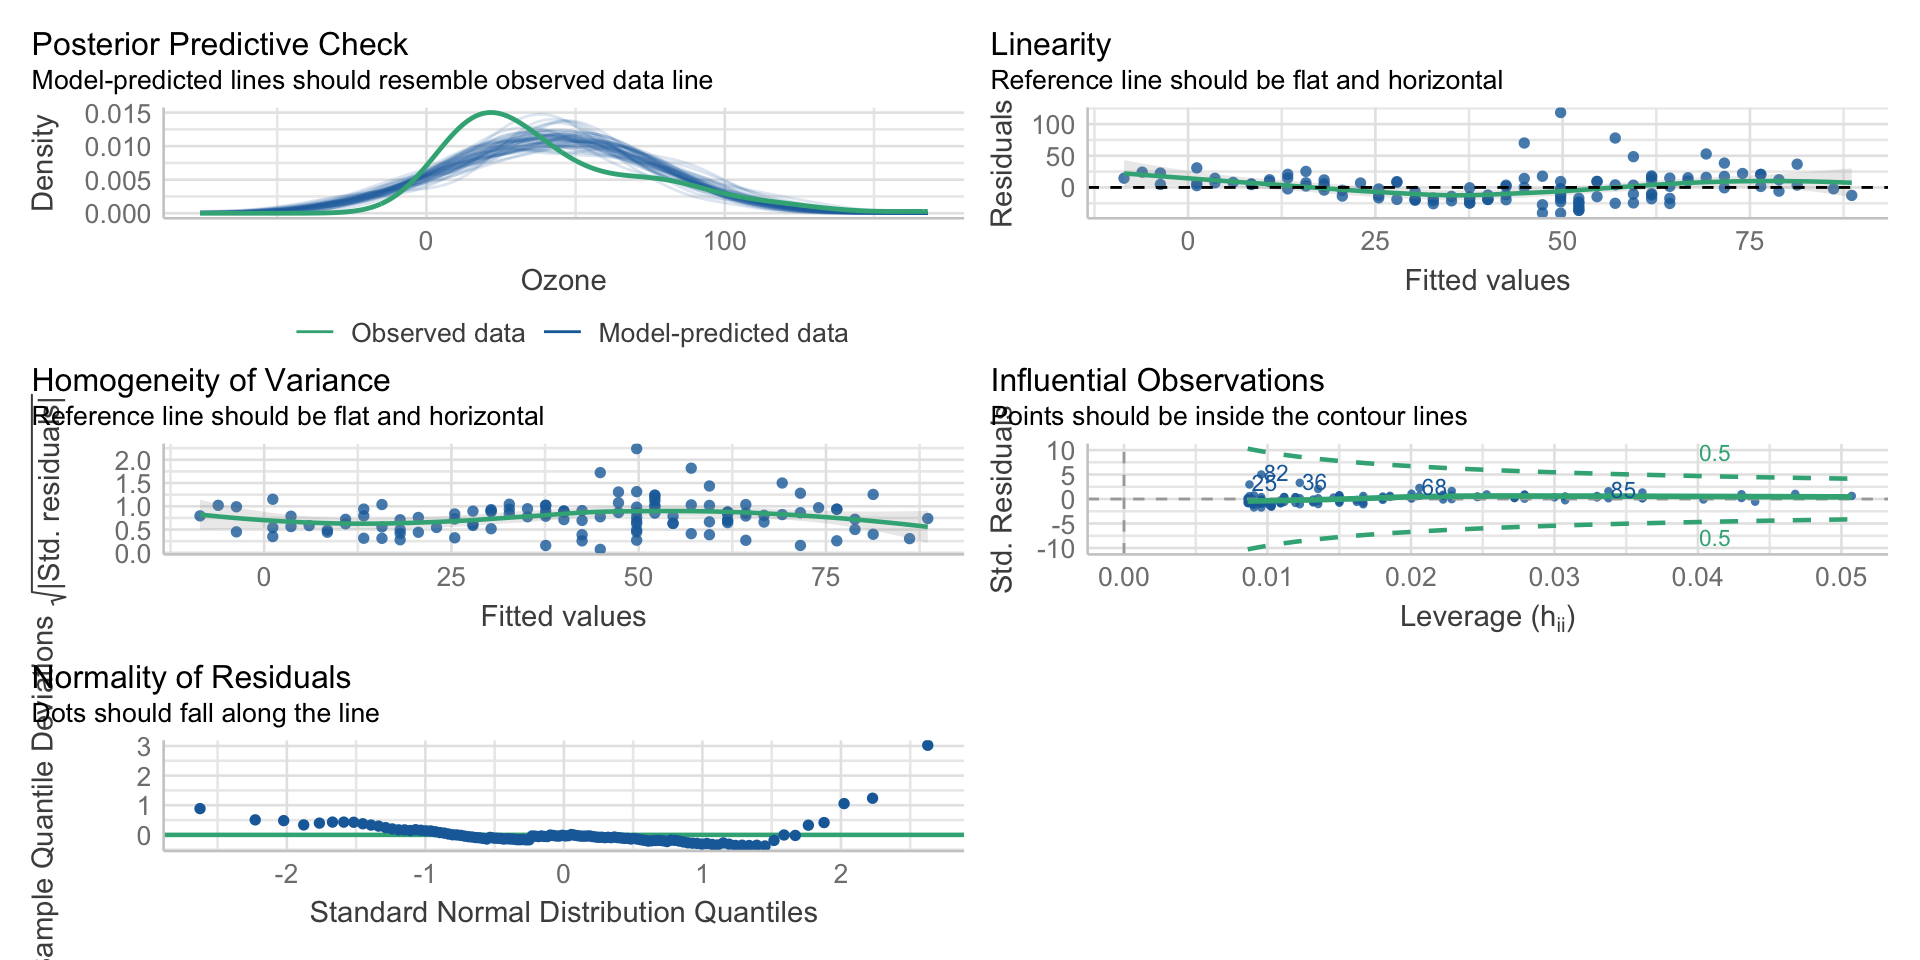 Posterior Predictive Check
Model-predicted lines should resemble observed data line
Density
0.015
0.010
0.005
0.000
0
100
Ozone
Observed data
Model-predicted data
Linearity
Reference line should be flat and horizontal
Residuals
100
50
0
0
25
50
75
Fitted values
Homogeneity of Variance
Reference line should be flat and horizontal
√|Std. residuals|
2.0
1.5
1.0
0.5
0.0
0
25
50
75
Fitted values
Influential Observations
Points should be inside the contour lines
Std. Residuals
10
5
0
-5
-10
0.5
82
25
36
68
85
0.5
0.00
0.01
0.02
0.03
0.04
0.05
Leverage (hii)
Normality of Residuals
Dots should fall along the line
Quantile Deviations
3
2
1
0
-2
-1
0
1
2
Standard Normal Distribution Quantiles